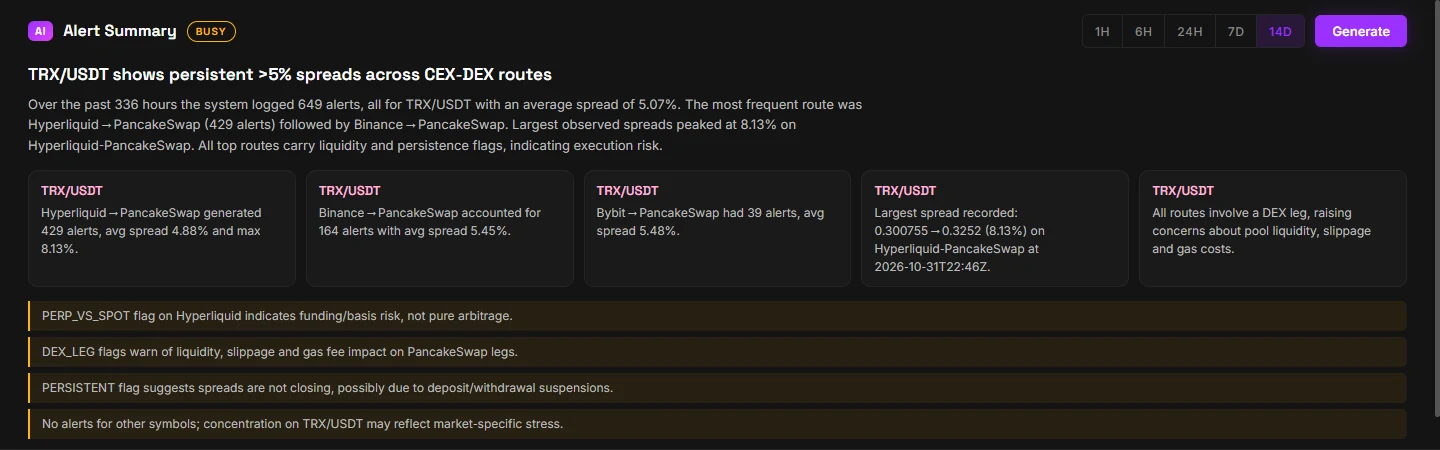 AI Alert Summary BUSY 1H 6H 24H 7D 14D Generate
TRX/USDT shows persistent >5% spreads across CEX-DEX routes
Over the past 336 hours the system logged 649 alerts, all for TRX/USDT with an average spread of 5.07%. The most frequent route was
Hyperliquid→PancakeSwap (429 alerts) followed by Binance→PancakeSwap. Largest observed spreads peaked at 8.13% on
Hyperliquid-PancakeSwap. All top routes carry liquidity and persistence flags, indicating execution risk.
TRX/USDT
Hyperliquid→PancakeSwap generated
429 alerts, avg spread 4.88% and max
8.13%.
TRX/USDT
Binance→PancakeSwap accounted for
164 alerts with avg spread 5.45%.
TRX/USDT
Bybit→PancakeSwap had 39 alerts, avg
spread 5.48%.
TRX/USDT
Largest spread recorded:
0.300755→0.3252 (8.13%) on
Hyperliquid-PancakeSwap at
2026-10-31T22:46Z.
TRX/USDT
All routes involve a DEX leg, raising
concerns about pool liquidity, slippage
and gas costs.
PERP_VS_SPOT flag on Hyperliquid indicates funding/basis risk, not pure arbitrage.
DEX_LEG flags warn of liquidity, slippage and gas fee impact on PancakeSwap legs.
PERSISTENT flag suggests spreads are not closing, possibly due to deposit/withdrawal suspensions.
No alerts for other symbols; concentration on TRX/USDT may reflect market-specific stress.